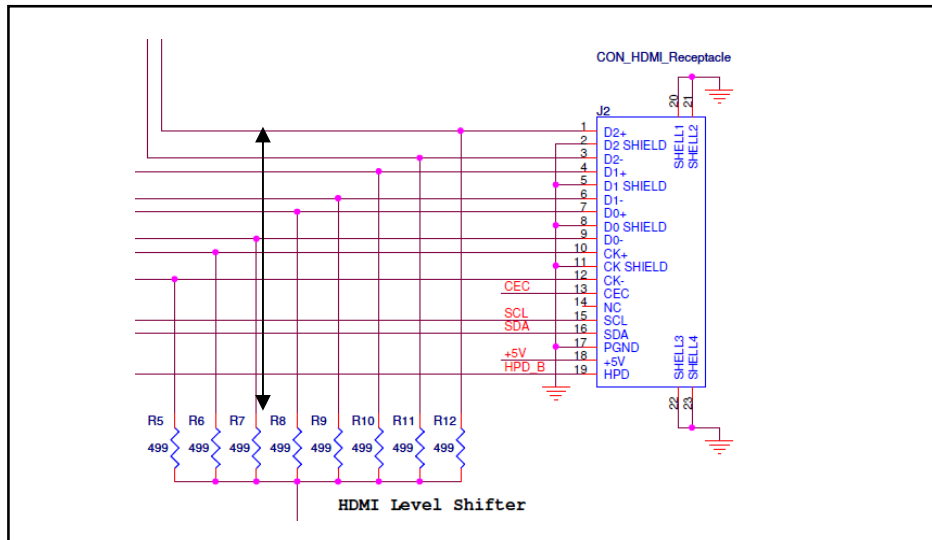 CON_HDMI_Receptacle
20
21
J2
SHELL1
SHELL2
1 D2+
2 D2 SHIELD
3 D2-
4 D1+
5 D1 SHIELD
6 D1-
7 D0+
8 D0 SHIELD
9 D0-
10 CK+
11 CK SHIELD
12 CK-
CEC 13 CEC
14 NC
SCL 15 SCL
SDA 16 SDA
17 PGND
+5V 18 +5V
HPD_B 19 HPD
SHELL3
SHELL4
22
23
R5 R6 R7 R8 R9 R10 R11 R12
499 499 499 499 499 499 499 499
HDMI Level Shifter